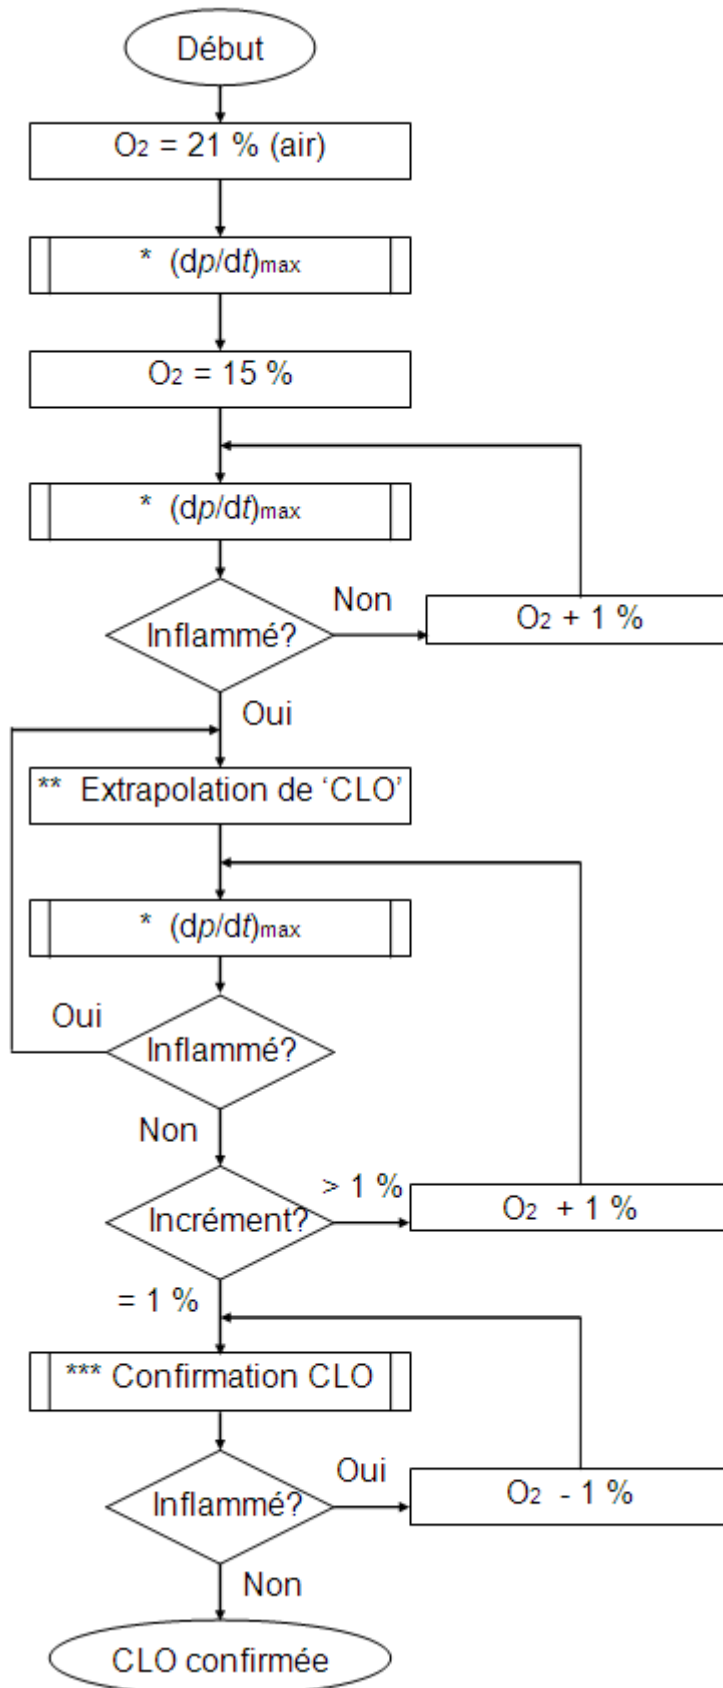 Début
O2 = 21 % (air)
* (dp/dt)max
O2 = 15 %
* (dp/dt)max
Inflammé?
Non
O2 + 1 %
Oui
** Extrapolation de ‘CLO’
* (dp/dt)max
Oui
Inflammé?
Non
Incrément?
> 1 %
O2 + 1 %
= 1 %
*** Confirmation CLO
Inflammé?
Oui
O2 - 1 %
Non
CLO confirmée